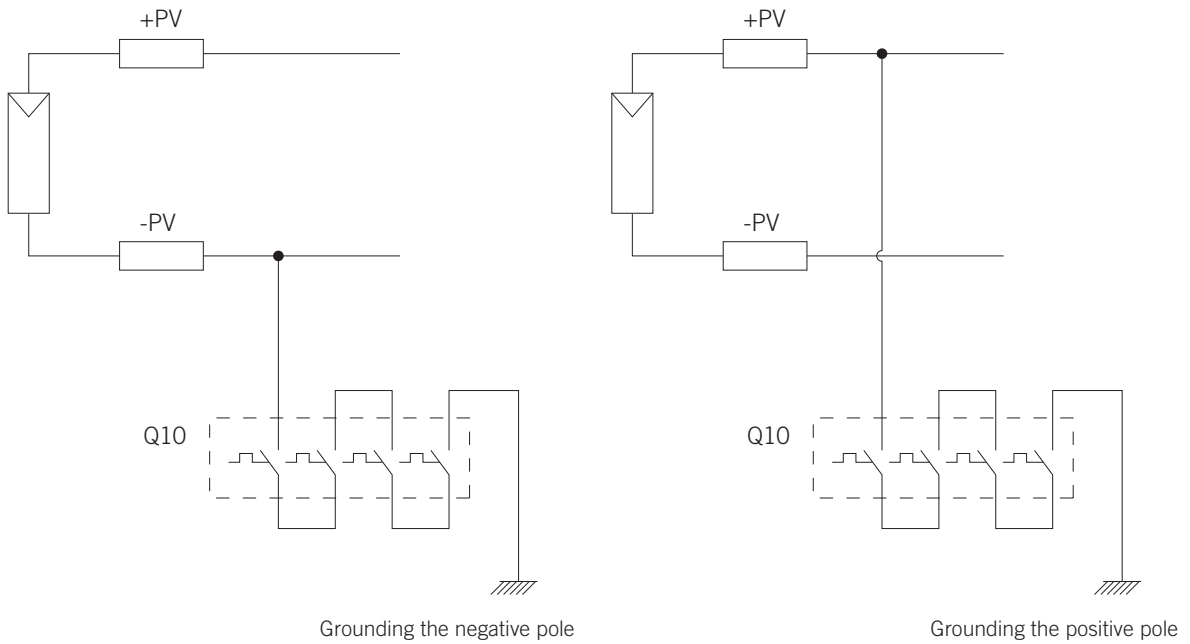 +PV
-PV
Q10
Grounding the negative pole
+PV
-PV
Q10
Grounding the positive pole